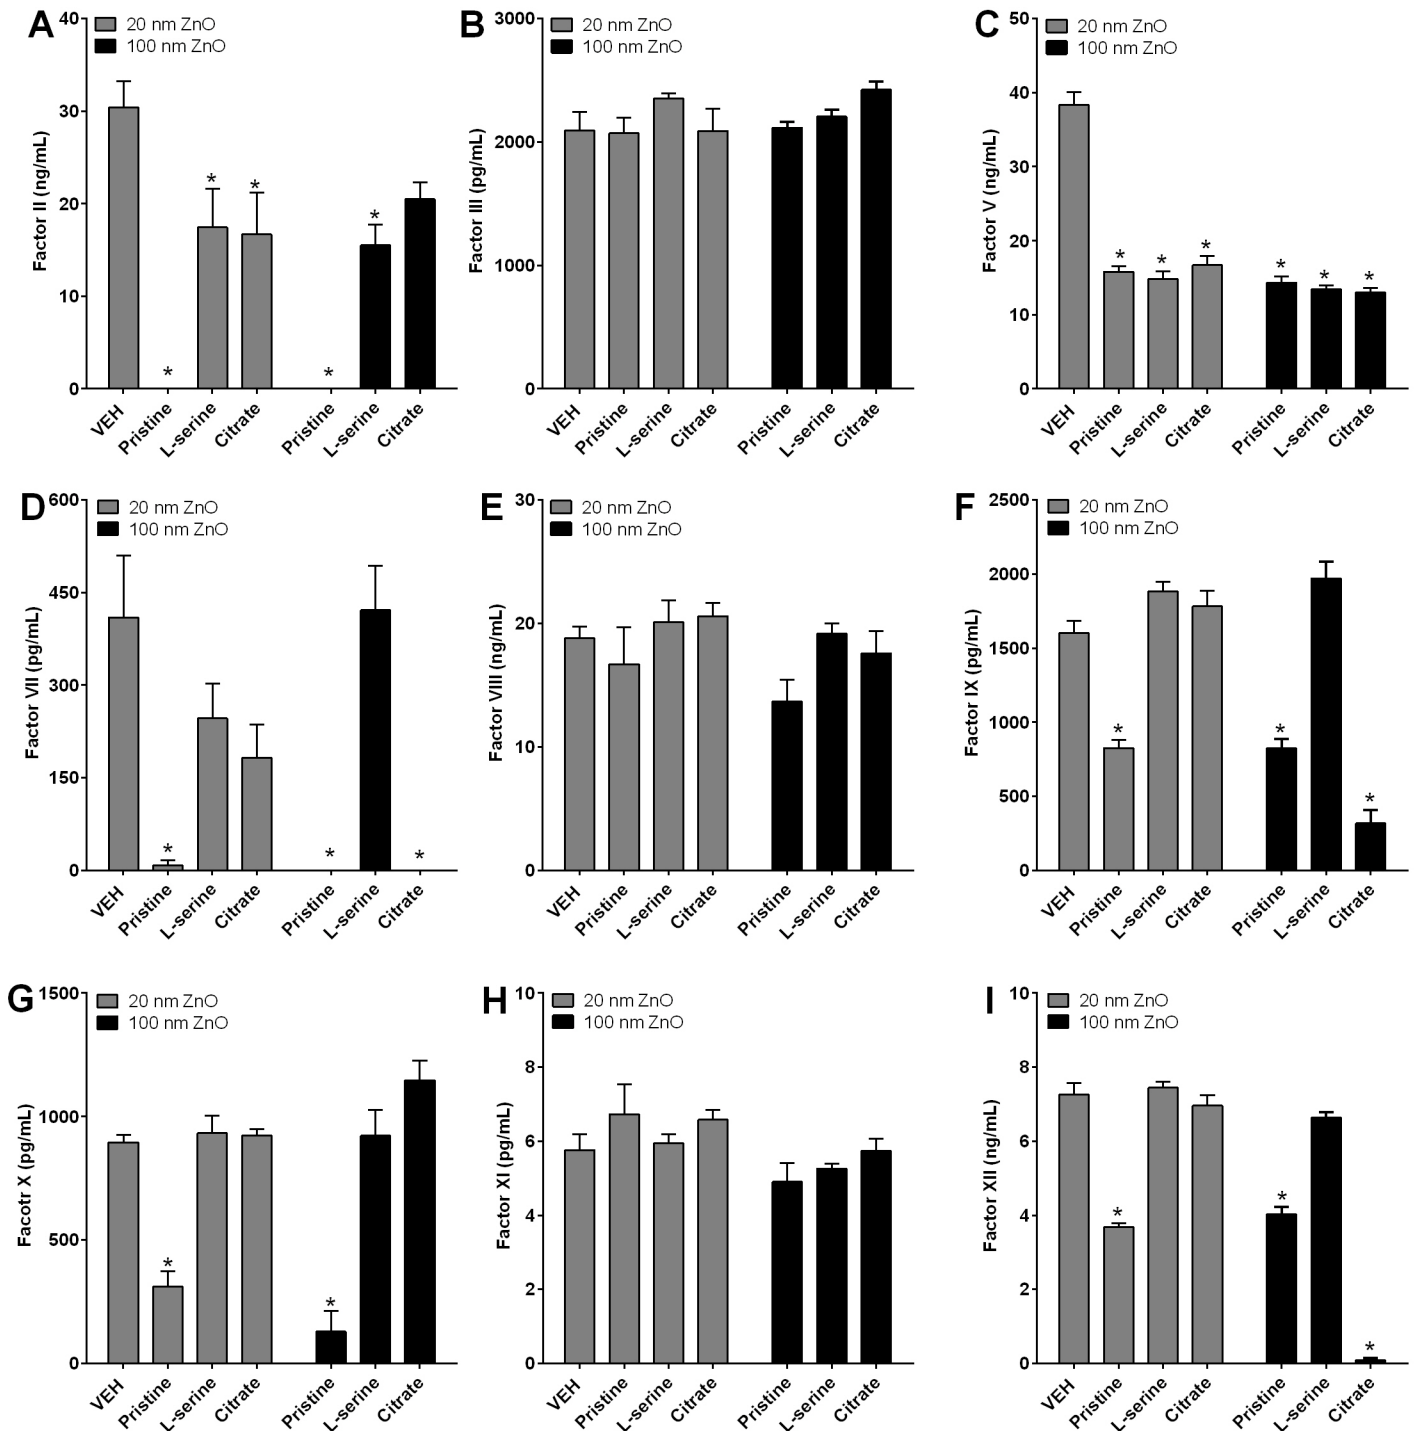 A
20 nm ZnO
100 nm ZnO
Factor II (ng/mL)
40
30
20
10
0
* * * * *
VEH Pristine L-serine Citrate Pristine L-serine Citrate
B
20 nm ZnO
100 nm ZnO
Factor III (pg/mL)
3000
2000
1000
0
VEH Pristine L-serine Citrate Pristine L-serine Citrate
C
20 nm ZnO
100 nm ZnO
Factor V (ng/mL)
50
40
30
20
10
0
* * * * * *
VEH Pristine L-serine Citrate Pristine L-serine Citrate
D
20 nm ZnO
100 nm ZnO
Factor VII (pg/mL)
600
450
300
150
0
* * *
VEH Pristine L-serine Citrate Pristine L-serine Citrate
E
20 nm ZnO
100 nm ZnO
Factor VIII (ng/mL)
30
20
10
0
VEH Pristine L-serine Citrate Pristine L-serine Citrate
F
20 nm ZnO
100 nm ZnO
Factor IX (pg/mL)
2500
2000
1500
1000
500
0
* * *
VEH Pristine L-serine Citrate Pristine L-serine Citrate
G
20 nm ZnO
100 nm ZnO
Facotr X (pg/mL)
1500
1000
500
0
* *
VEH Pristine L-serine Citrate Pristine L-serine Citrate
H
20 nm ZnO
100 nm ZnO
Factor XI (pg/mL)
10
8
6
4
2
0
VEH Pristine L-serine Citrate Pristine L-serine Citrate
I
20 nm ZnO
100 nm ZnO
Factor XII (ng/mL)
10
8
6
4
2
0
* * *
VEH Pristine L-serine Citrate Pristine L-serine Citrate